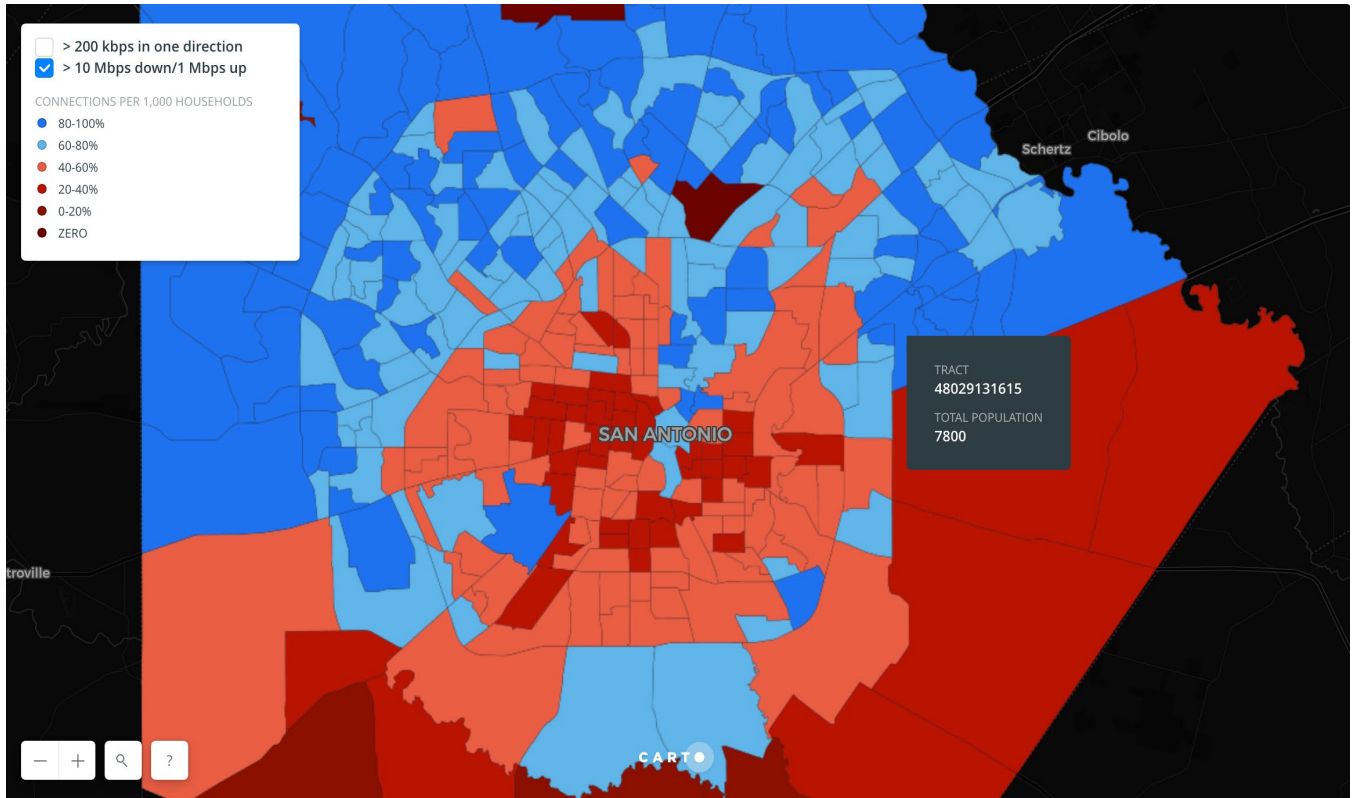 > 200 kbps in one direction
> 10 Mbps down/1 Mbps up
CONNECTIONS PER 1,000 HOUSEHOLDS
80-100%
60-80%
40-60%
20-40%
0-20%
ZERO
Cibolo
Schertz
TRACT
48029131615
TOTAL POPULATION
7800
SAN ANTONIO
troville
CARTO
?